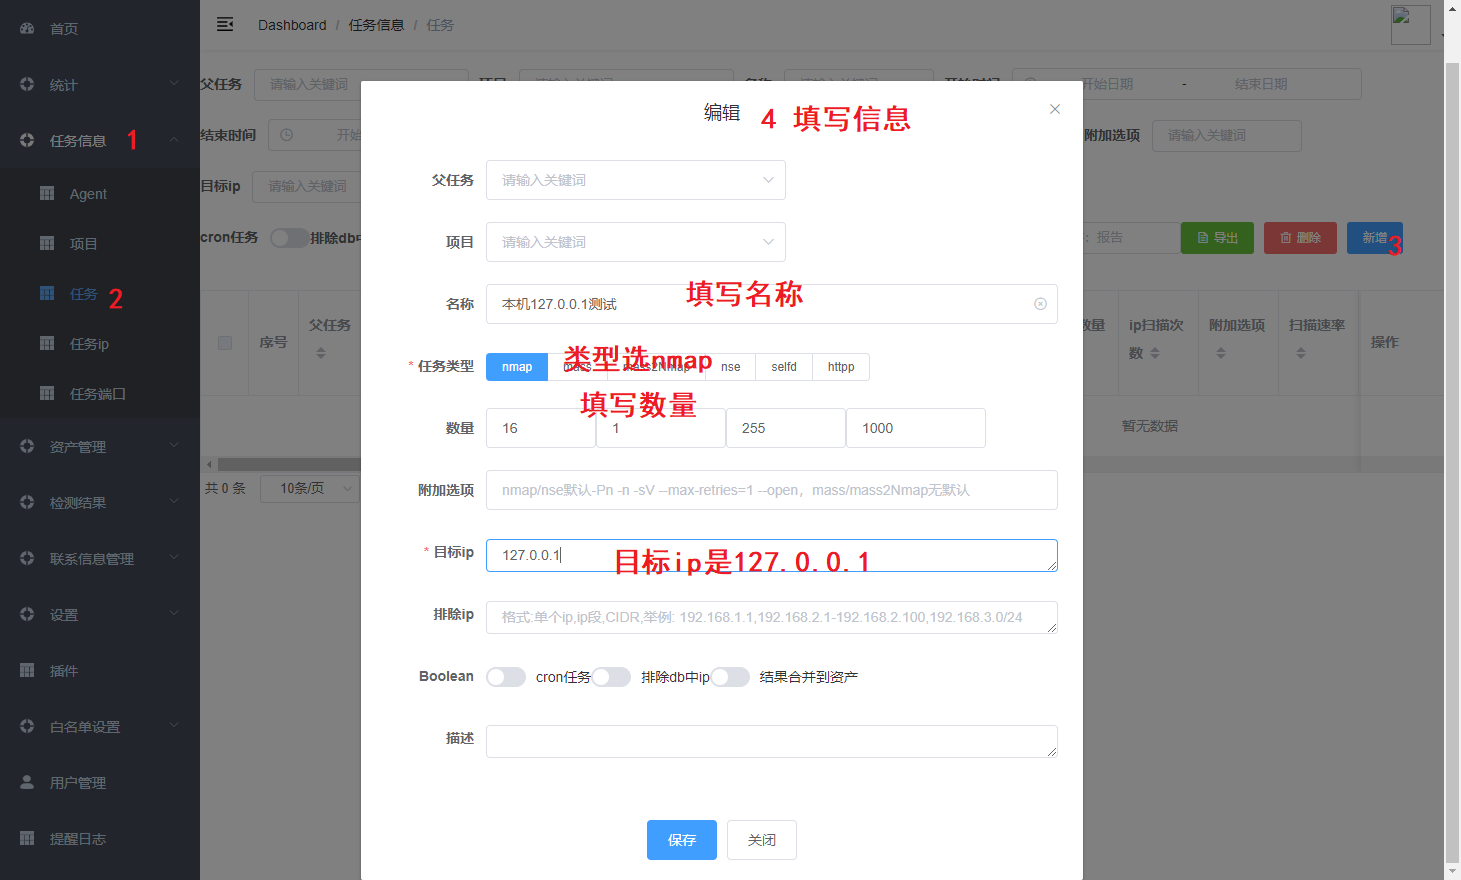 首页
Dashboard / 任务信息 / 任务
统计
父任务 请输入关键词 请输入关键词 请输入关键词 开始日期 - 结束日期
编辑
4 填写信息
任务信息 1
结束时间 开始
附加选项 请输入关键词
父任务 请输入关键词
目标ip 请输入关键词
Agent
项目
项目 请输入关键词
cron任务 排除db中
报告 导出 删除 新增 3
任务 2
名称 本机127.0.0.1测试
填写名称
序号 父任务 数量 ip扫描次数 附加选项 扫描速率 操作
任务ip
* 任务类型 nmap mass mass2Nmap nse selfd httpp
类型选nmap
任务端口
填写数量
数量 16 1 255 1000
暂无数据
资产管理
共 0 条 10条/页
附加选项 nmap/nse默认-Pn -n -sV --max-retries=1 --open，mass/mass2Nmap无默认
检测结果
* 目标ip 127.0.0.1
目标ip是127.0.0.1
联系信息管理
排除ip 格式:单个ip,ip段,CIDR,举例: 192.168.1.1,192.168.2.1-192.168.2.100,192.168.3.0/24
设置
Boolean cron任务 排除db中ip 结果合并到资产
插件
白名单设置
描述
用户管理
提醒日志
保存 关闭